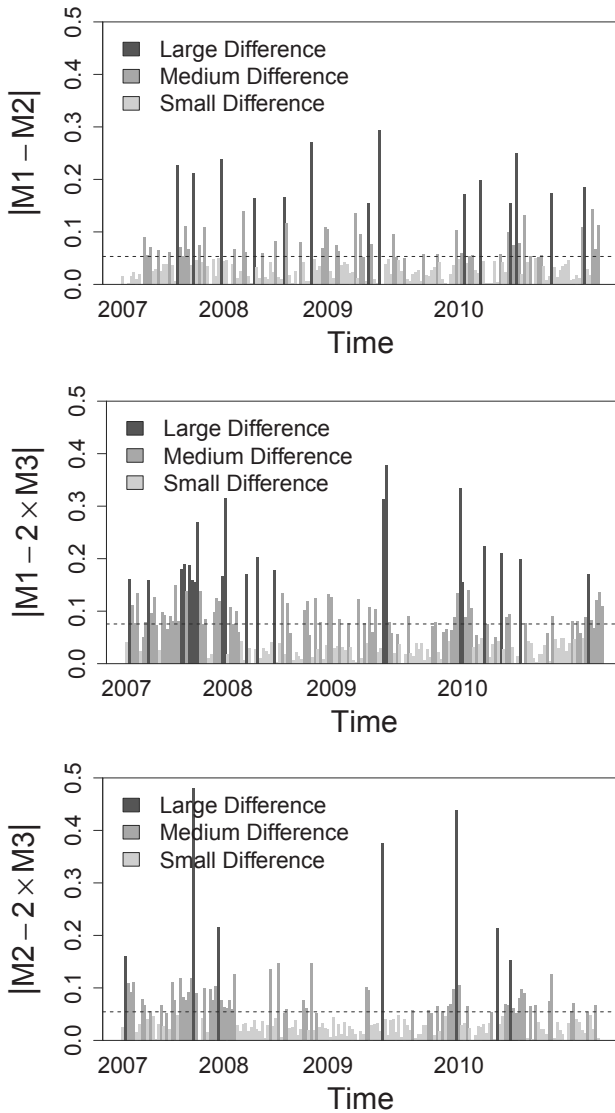 |M1 − M2|
0.5
0.4
0.3
0.2
0.1
0.0
Large Difference
Medium Difference
Small Difference
2007 2008 2009 2010
Time
|M1 − 2 × M3|
0.5
0.4
0.3
0.2
0.1
0.0
Large Difference
Medium Difference
Small Difference
2007 2008 2009 2010
Time
|M2 − 2 × M3|
0.5
0.4
0.3
0.2
0.1
0.0
Large Difference
Medium Difference
Small Difference
2007 2008 2009 2010
Time